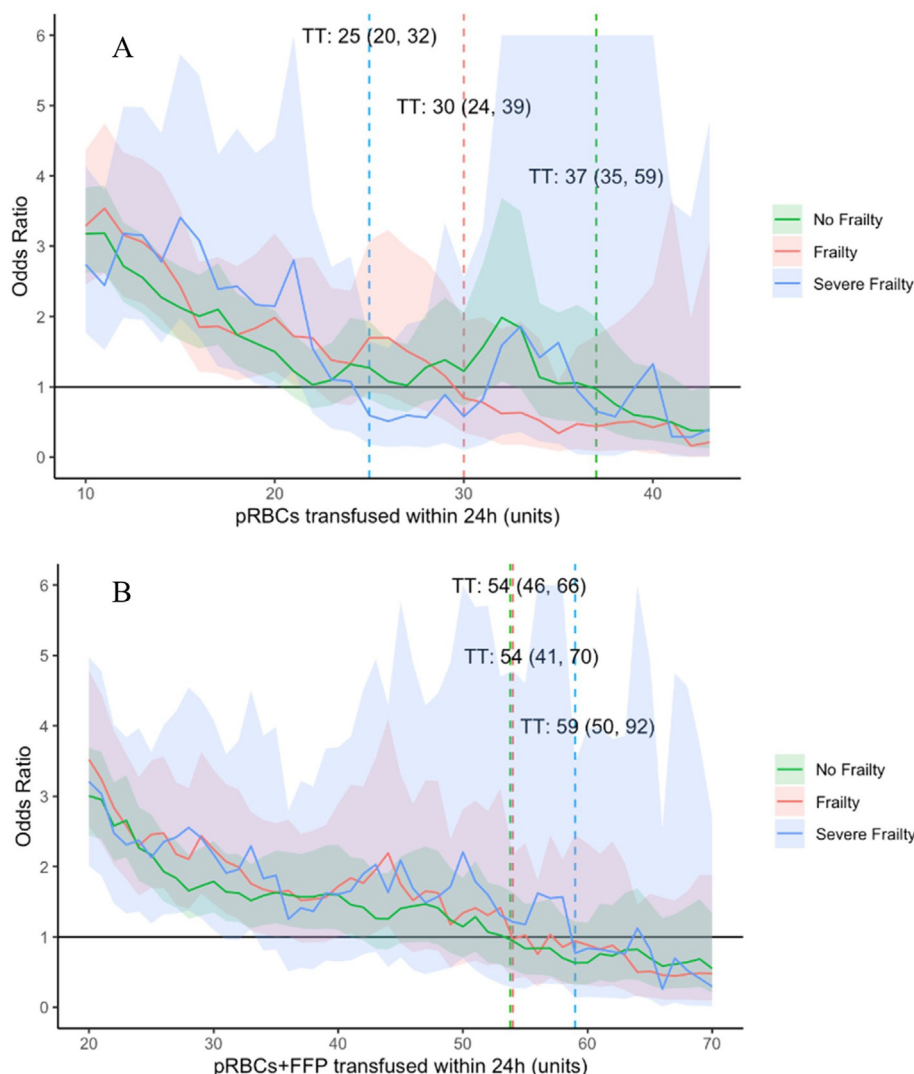 A
TT: 25 (20, 32)
TT: 30 (24, 39)
TT: 37 (35, 59)
6
5
4
3
2
1
0
Odds Ratio
10
20
30
40
pRBCs transfused within 24h (units)
No Frailty
Frailty
Severe Frailty
B
TT: 54 (46, 66)
TT: 54 (41, 70)
TT: 59 (50, 92)
6
5
4
3
2
1
0
Odds Ratio
20
30
40
50
60
70
pRBCs+FFP transfused within 24h (units)
No Frailty
Frailty
Severe Frailty